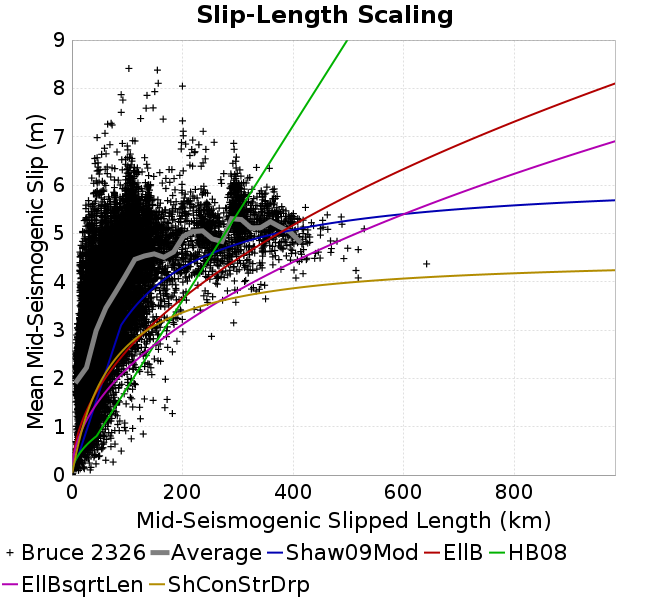 Slip-Length Scaling
Mean Mid-Seismogenic Slip (m)
9
8
7
6
5
4
3
2
1
0
0 200 400 600 800
Mid-Seismogenic Slipped Length (km)
Bruce 2326 Average Shaw09Mod EllB HB08
EllBsqrtLen ShConStrDrp